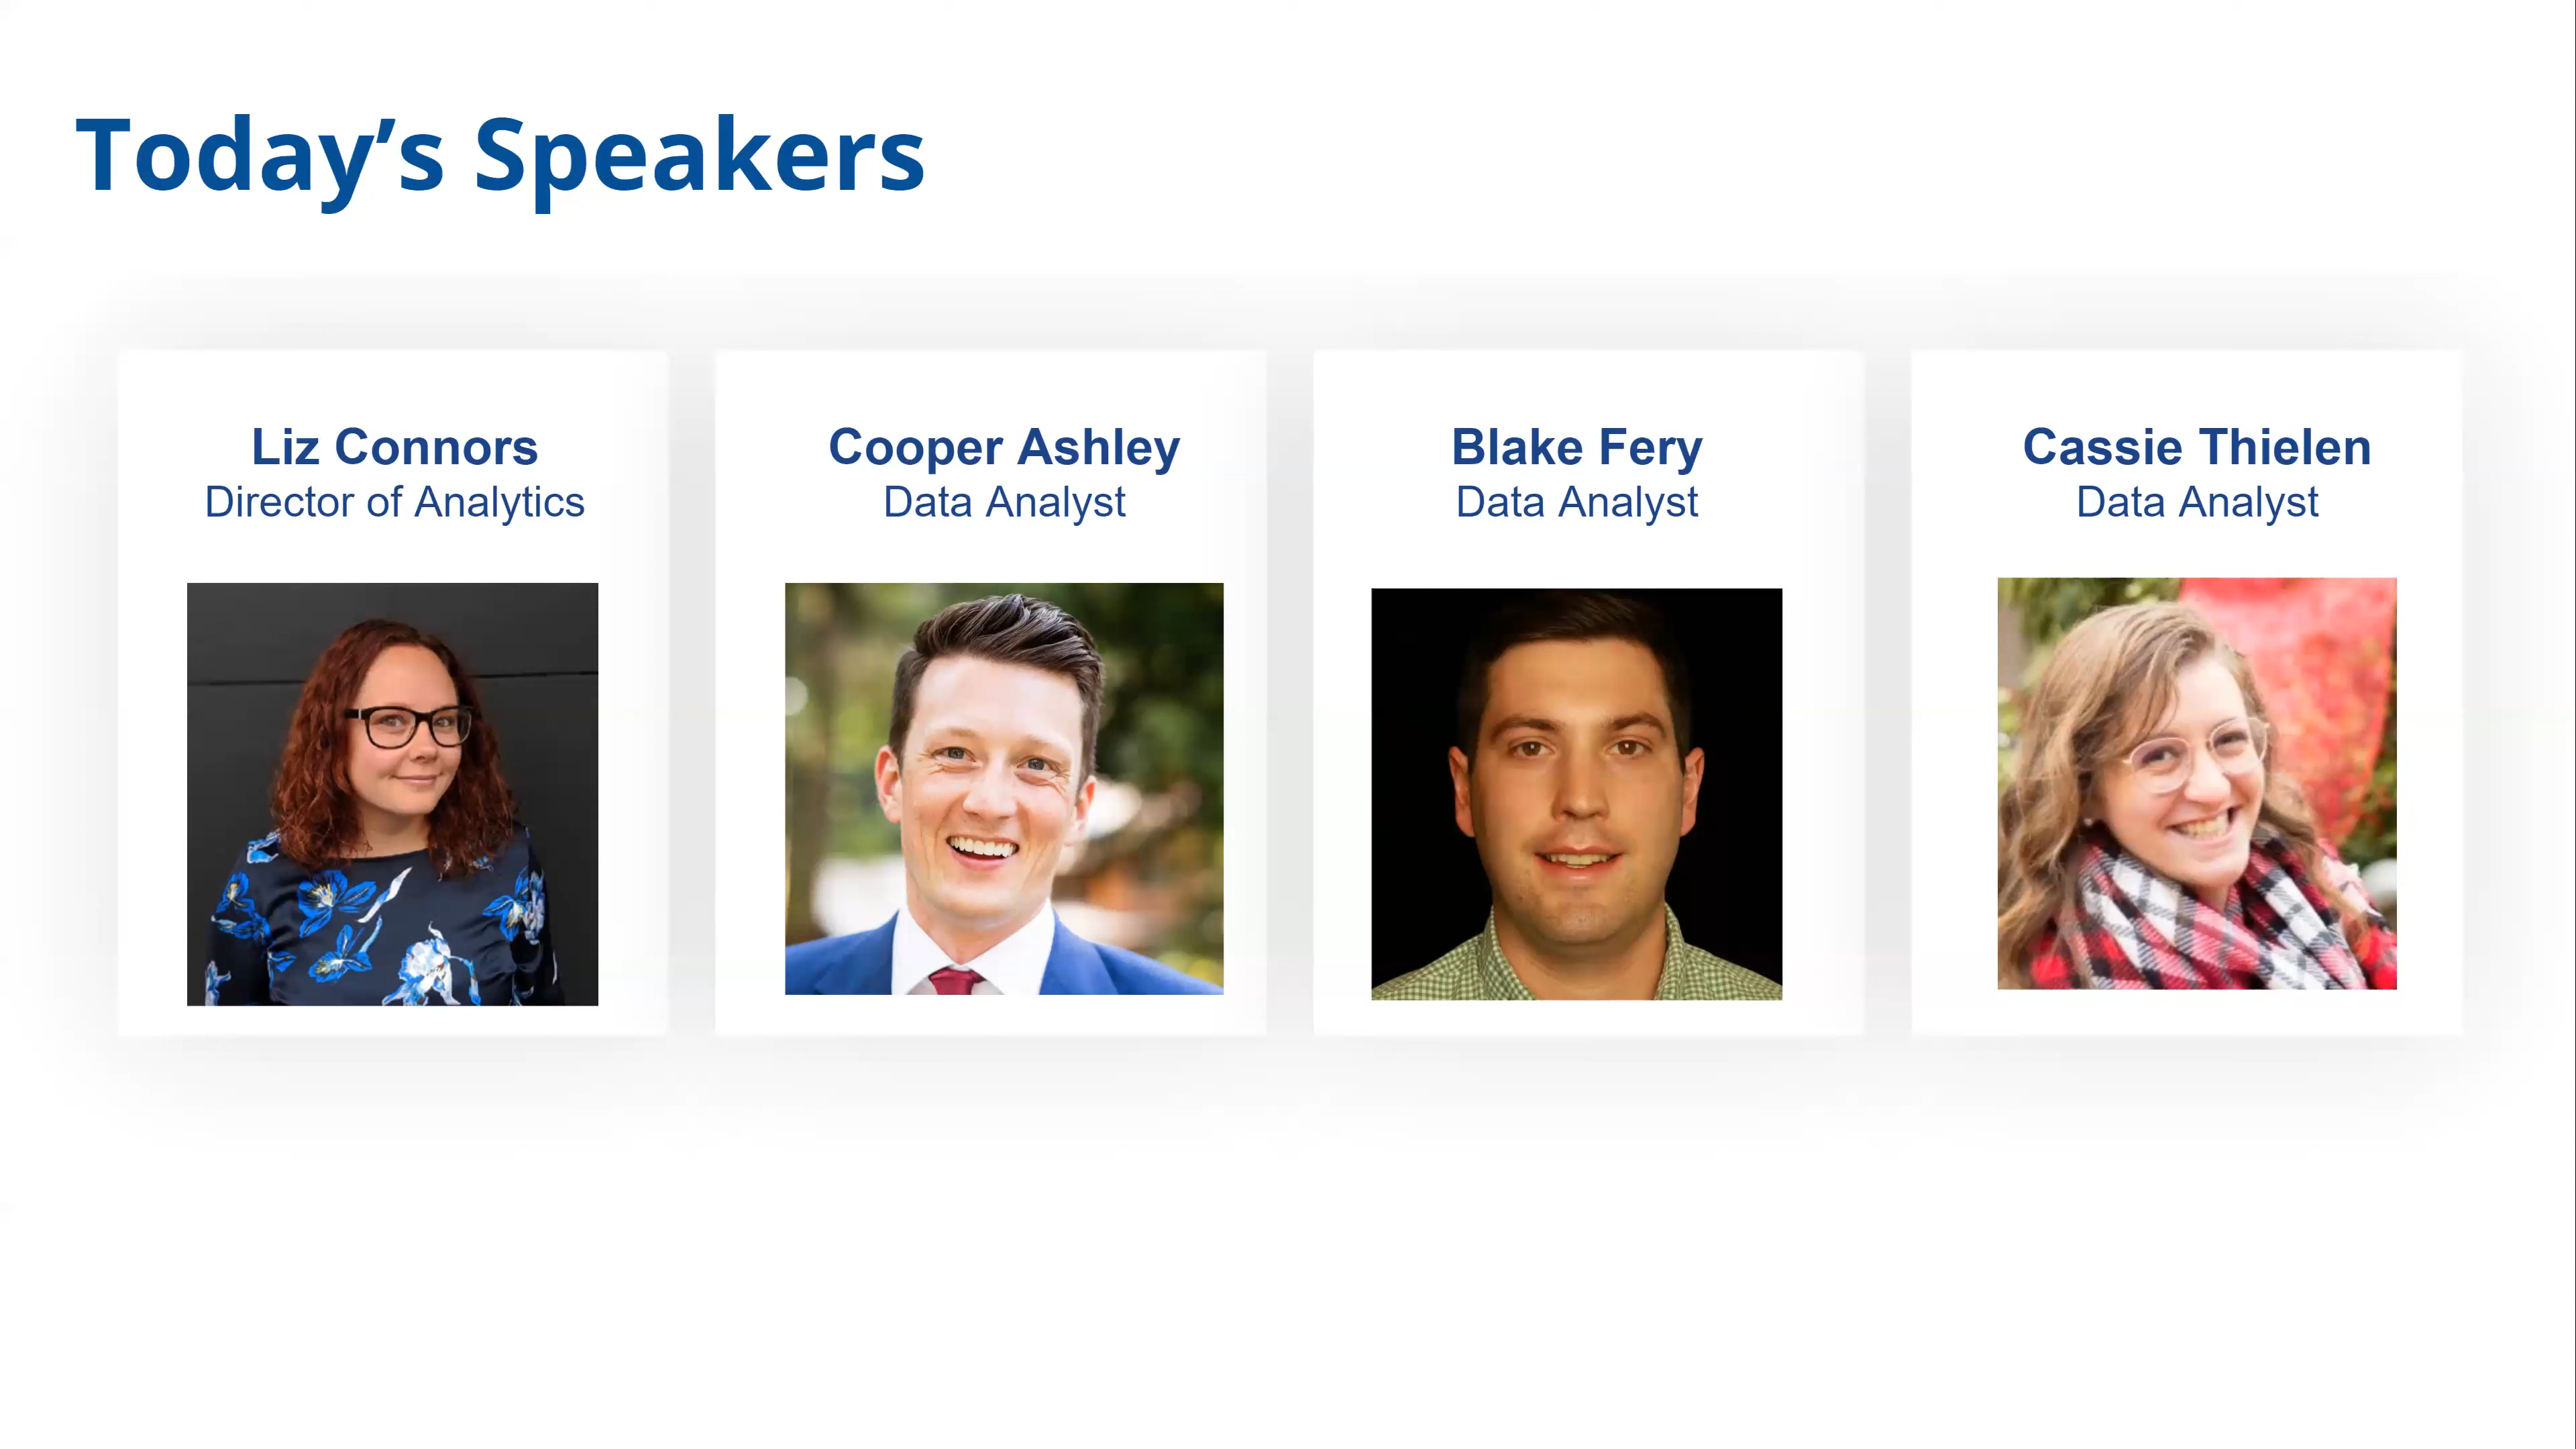 Today’s Speakers
Liz Connors
Director of Analytics
Cooper Ashley
Data Analyst
Blake Fery
Data Analyst
Cassie Thielen
Data Analyst